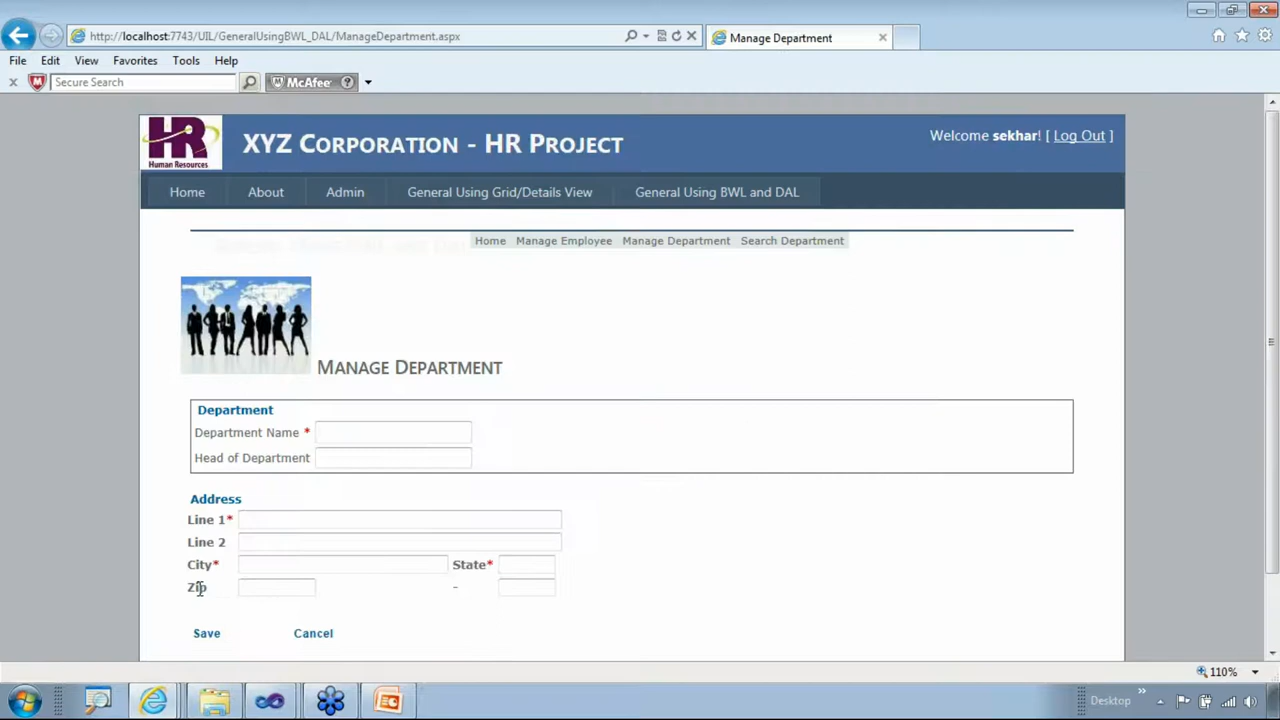 http://localhost:7743/UIL/GeneralUsingBWL_DAL/ManageDepartment.aspx
Manage Department
File Edit View Favorites Tools Help
Secure Search
McAfee
HR
Human Resources
XYZ CORPORATION - HR PROJECT
Welcome sekhar! [ Log Out ]
Home About Admin General Using Grid/Details View General Using BWL and DAL
Home Manage Employee Manage Department Search Department
MANAGE DEPARTMENT
Department
Department Name *
Head of Department
Address
Line 1*
Line 2
City* State*
Zip -
Save Cancel
110%
Desktop